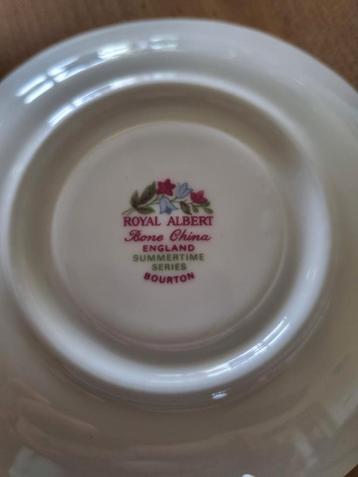 ROYAL ALBERT
Bone China
ENGLAND
SUMMERTIME
SERIES
BOURTON